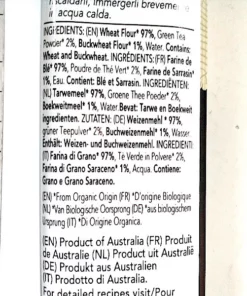 riscaldarli, immergerli brevemente
in acqua calda.
INGREDIENTS: (EN) Wheat Flour* 97%, Green Tea
Powder* 2%, Buckwheat Flour* 1%, Water. Contains:
Wheat and Buckwheat. INGREDIENTS: (FR) Farine de
Blé* 97%, Poudre de Thé Vert* 2%, Farine de Sarrasin*
1%, Eau. Contient: Blé et Sarrasin. INGREDIËNTEN:
(NL) Tarwemeel* 97%, Groene Thee Poeder* 2%,
Boekweitmeel* 1%, Water Bevat: Tarwe en Boekweit
ingredienten. ZUTATEN: (DE) Weizenmehl* 97%,
grüner Teepulver* 2%, Buchweizenmehl* 1%, Wasser
Enthält: Weizen- und Buchweizenmehl. INGREDIENTI
(IT) Farina di Grano* 97%, Te Verde in Polvere* 2%,
Farina di Grano Saraceno* 1%, Acqua. Contiene:
Grano e Grano Saraceno.
(EN) *From Organic Origin (FR) *D'origine Biologique
(NL) *Van Biologische Oorsprong (DE) *aus biologischem
Ursprung (IT) *Di Origine Organica.
(EN) Product of Australia (FR) Produit
de Australie (NL) Product uit Australië
(DE) Produkt aus Australien
(IT) Prodotto di Australia.
For detailed recipes visit/Pour